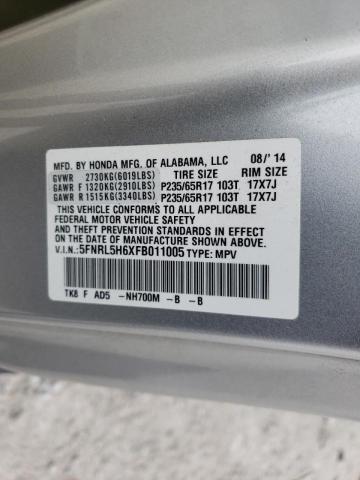 MFD. BY HONDA MFG. OF ALABAMA, LLC 08/'14
GVWR 2730KG(6019LBS) TIRE SIZE RIM SIZE
GAWR F 1320KG(2910LBS) P235/65R17 103T 17X7J
GAWR R 1515KG(3340LBS) P235/65R17 103T 17X7J
THIS VEHICLE CONFORMS TO ALL APPLICABLE
FEDERAL MOTOR VEHICLE SAFETY AND
THEFT PREVENTION STANDARDS IN EFFECT ON
THE DATE OF MANUFACTURE SHOWN ABOVE.
V.I.N.:5FNRL5H6XFB011005 TYPE: MPV
TK8 F AD5 -NH700M -B -B